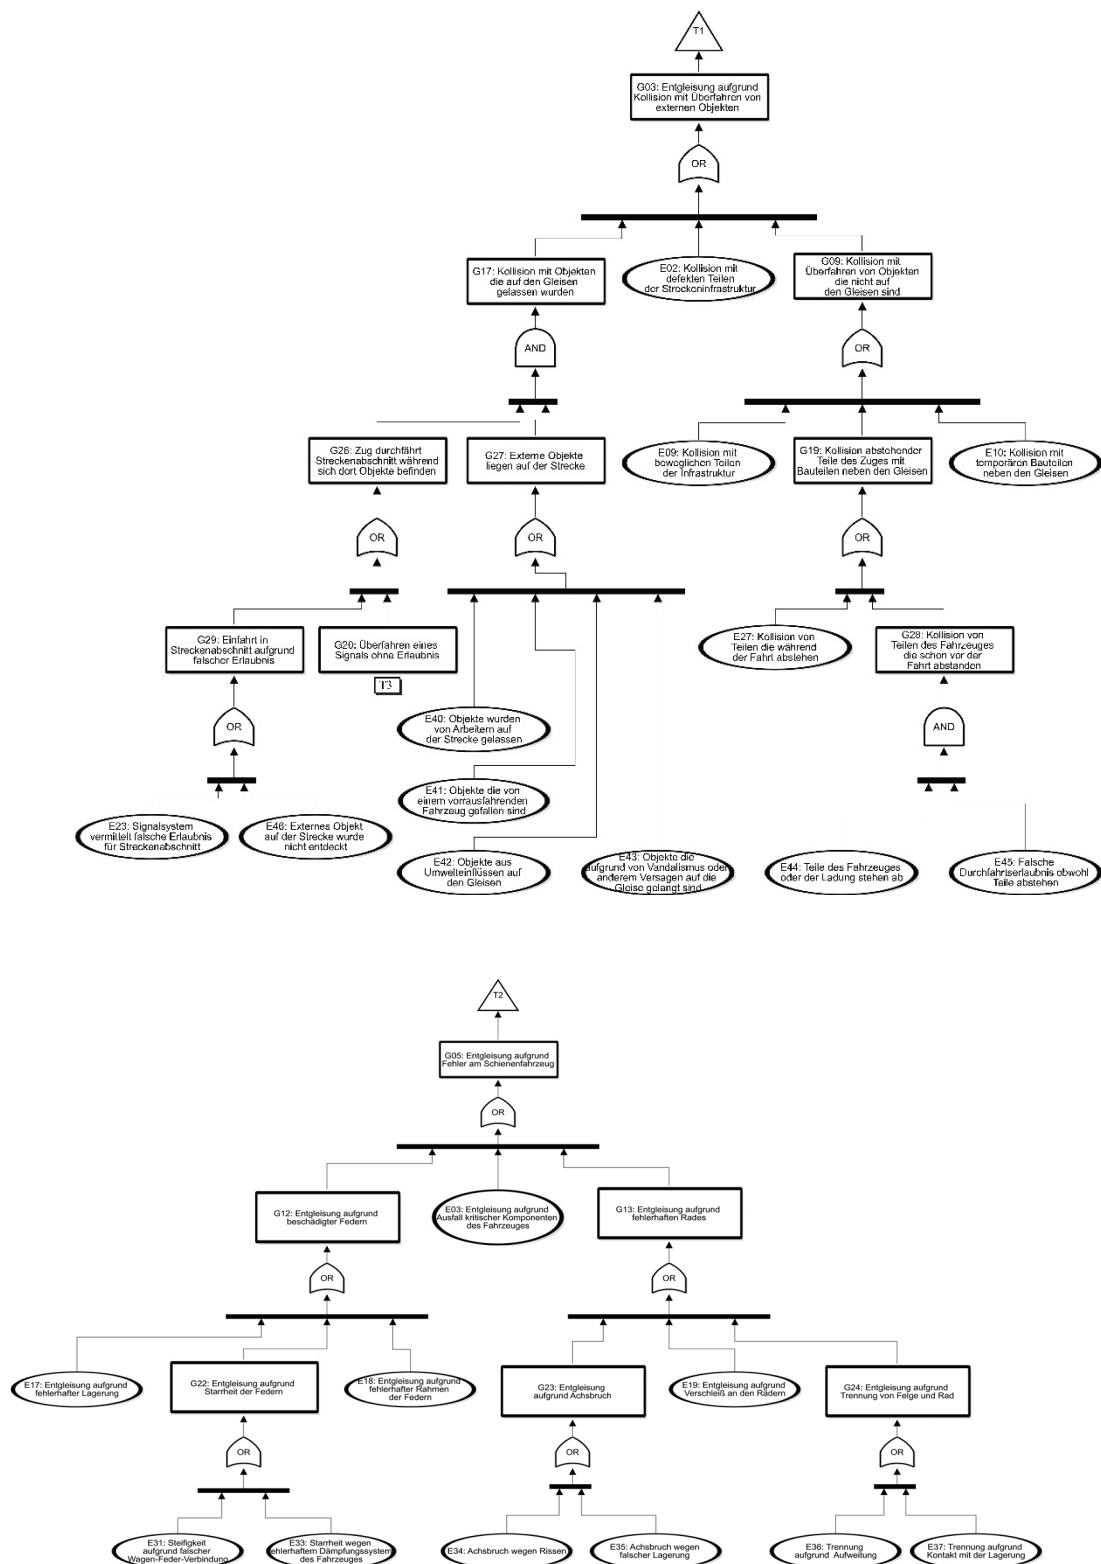 T1
G03: Entgleisung aufgrund
Kollision mit Überfahren von
externen Objekten
OR
G17: Kollision mit Objekten
die auf den Gleisen
gelassen wurden
E02: Kollision mit
defekten Teilen
der Streckeninfrastruktur
G09: Kollision mit
Überfahren von Objekten
die nicht auf
den Gleisen sind
AND
OR
G26: Zug durchfährt
Streckenabschnitt während
sich dort Objekte befinden
G27: Externe Objekte
liegen auf der Strecke
E09: Kollision mit
beweglichen Teilen
der Infrastruktur
G19: Kollision abstehender
Teile des Zuges mit
Bauteilen neben den Gleisen
E10: Kollision mit
temporären Bauteilen
neben den Gleisen
OR
OR
OR
G29: Einfahrt in
Streckenabschnitt aufgrund
falscher Erlaubnis
G20: Überfahren eines
Signals ohne Erlaubnis
T3
E27: Kollision von
Teilen die während
der Fahrt abstehen
G28: Kollision von
Teilen des Fahrzeuges
die schon vor der
Fahrt abstanden
OR
E40: Objekte wurden
von Arbeitern auf
der Strecke gelassen
AND
E41: Objekte die von
einem vorrausfahrenden
Fahrzeug gefallen sind
E23: Signalsystem
vermittelt falsche Erlaubnis
für Streckenabschnitt
E46: Externes Objekt
auf der Strecke wurde
nicht entdeckt
E42: Objekte aus
Umwelteinflüssen auf
den Gleisen
E43: Objekte die
aufgrund von Vandalismus oder
anderem Versagen auf die
Gleise gelangt sind
E44: Teile des Fahrzeuges
oder der Ladung stehen ab
E45: Falsche
Durchfahrtserlaubnis obwohl
Teile abstehen
T2
G05: Entgleisung aufgrund
Fehler am Schienenfahrzeug
OR
G12: Entgleisung aufgrund
beschädigter Federn
E03: Entgleisung aufgrund
Ausfall kritischer Komponenten
des Fahrzeuges
G13: Entgleisung aufgrund
fehlerhaften Rades
OR
OR
E17: Entgleisung aufgrund
fehlerhafter Lagerung
G22: Entgleisung aufgrund
Starrheit der Federn
E18: Entgleisung aufgrund
fehlerhafter Rahmen
der Federn
G23: Entgleisung
aufgrund Achsbruch
E19: Entgleisung aufgrund
Verschleiß an den Rädern
G24: Entgleisung aufgrund
Trennung von Felge und Rad
OR
OR
OR
E31: Steifigkeit
aufgrund falscher
Wagen-Feder-Verbindung
E33: Starrheit wegen
fehlerhaftem Dämpfungssystem
des Fahrzeuges
E34: Achsbruch wegen Rissen
E35: Achsbruch wegen
falscher Lagerung
E36: Trennung
aufgrund Aufweitung
E37: Trennung aufgrund
Kontakt mit der Lagerung